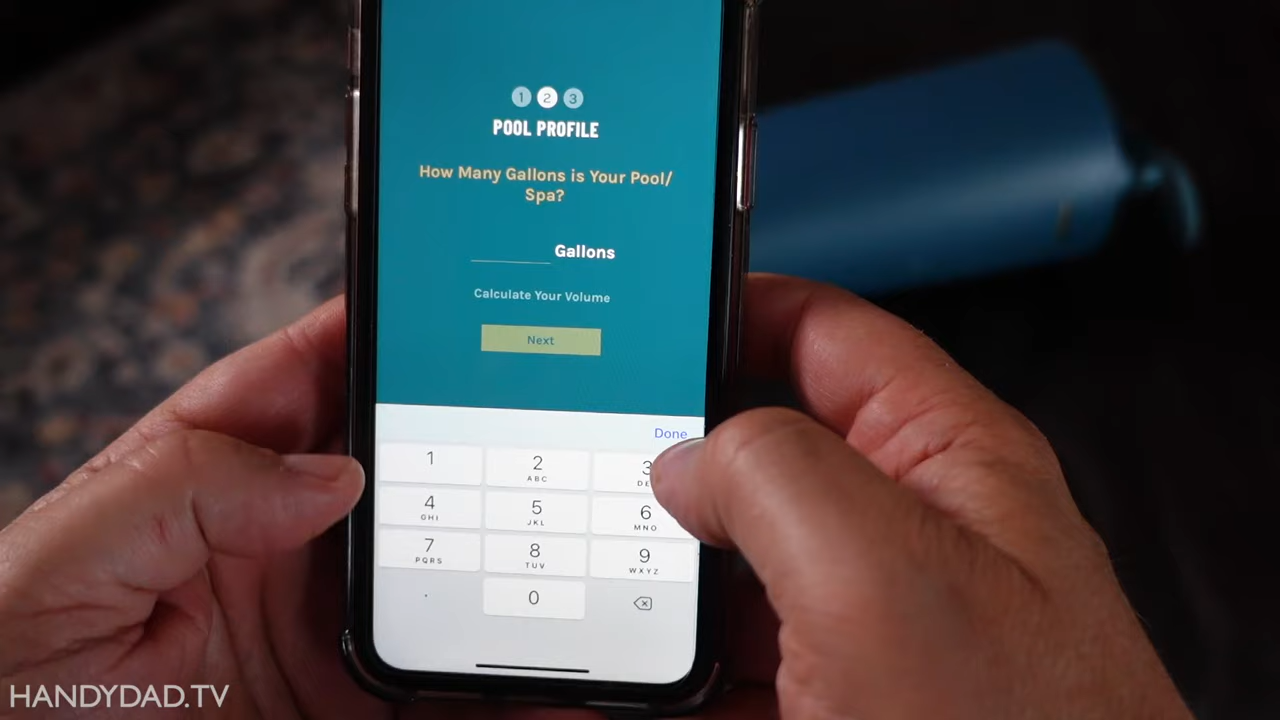 1 2 3
POOL PROFILE
How Many Gallons is Your Pool/
Spa?
Gallons
Calculate Your Volume
Next
Done
1 2 3
ABC
4 5 6
GHI JKL MNO
7 8 9
PQRS TUV WXYZ
0
HANDYDAD.TV